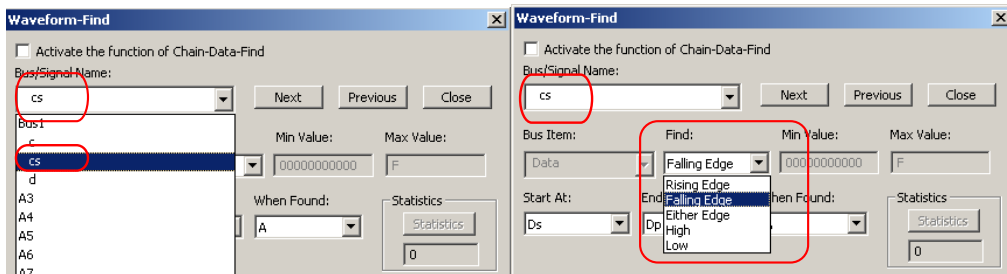 Waveform-Find
Activate the function of Chain-Data-Find
Bus/Signal Name:
cs
Next
Previous
Close
Bus1
c
cs
d
A3
A4
A5
A6
A7
Min Value:
Max Value:
00000000000
F
When Found:
A
Statistics
Statistics
0
Waveform-Find
Activate the function of Chain-Data-Find
Bus/Signal Name:
cs
Next
Previous
Close
Bus Item:
Find:
Min Value:
Max Value:
Data
Falling Edge
00000000000
F
Rising Edge
Falling Edge
Either Edge
High
Low
Start At:
End
hen Found:
Ds
Dp
Statistics
Statistics
0